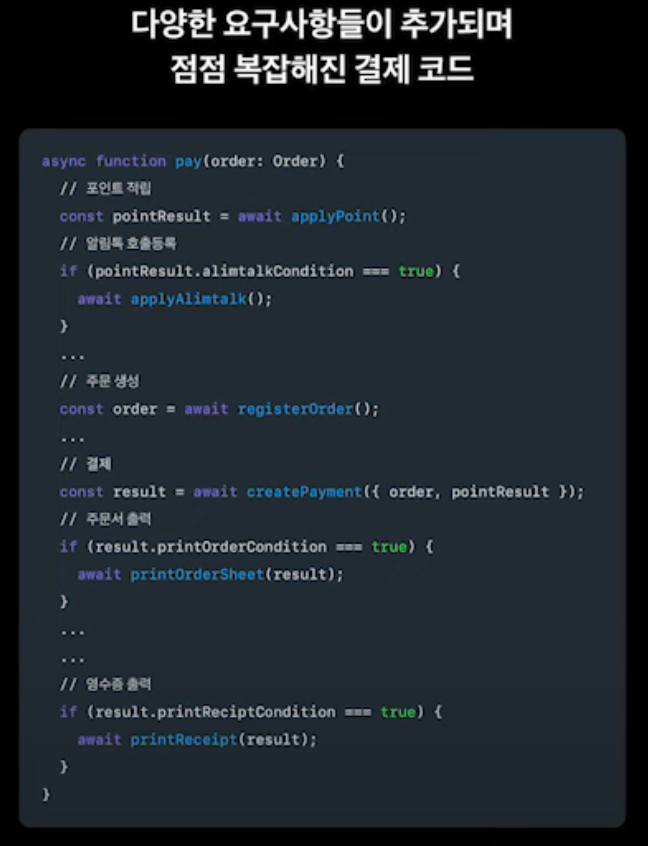 다양한 요구사항들이 추가되며
점점 복잡해진 결제 코드
async function pay(order: Order) {
// 포인트 적립
const pointResult = await applyPoint();
// 알림톡 호출등록
if (pointResult.alimtalkCondition === true) {
await applyAlimtalk();
}
...
// 주문 생성
const order = await registerOrder();
...
// 결제
const result = await createPayment({ order, pointResult });
// 주문서 출력
if (result.printOrderCondition === true) {
await printOrderSheet(result);
}
...
...
// 영수증 출력
if (result.printReciptCondition === true) {
await printReceipt(result);
}
}